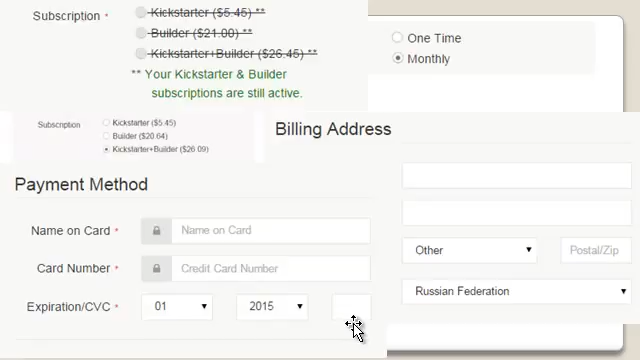 Subscription * Kickstarter ($5.45) **
Builder ($21.00) **
Kickstarter+Builder ($26.45) **
** Your Kickstarter & Builder
subscriptions are still active.
One Time
Monthly
Subscription Kickstarter ($5.45)
Builder ($20.64)
Kickstarter+Builder ($26.09)
Billing Address
Payment Method
Name on Card * Name on Card
Card Number * Credit Card Number
Expiration/CVC * 01 2015
Other Postal/Zip
Russian Federation